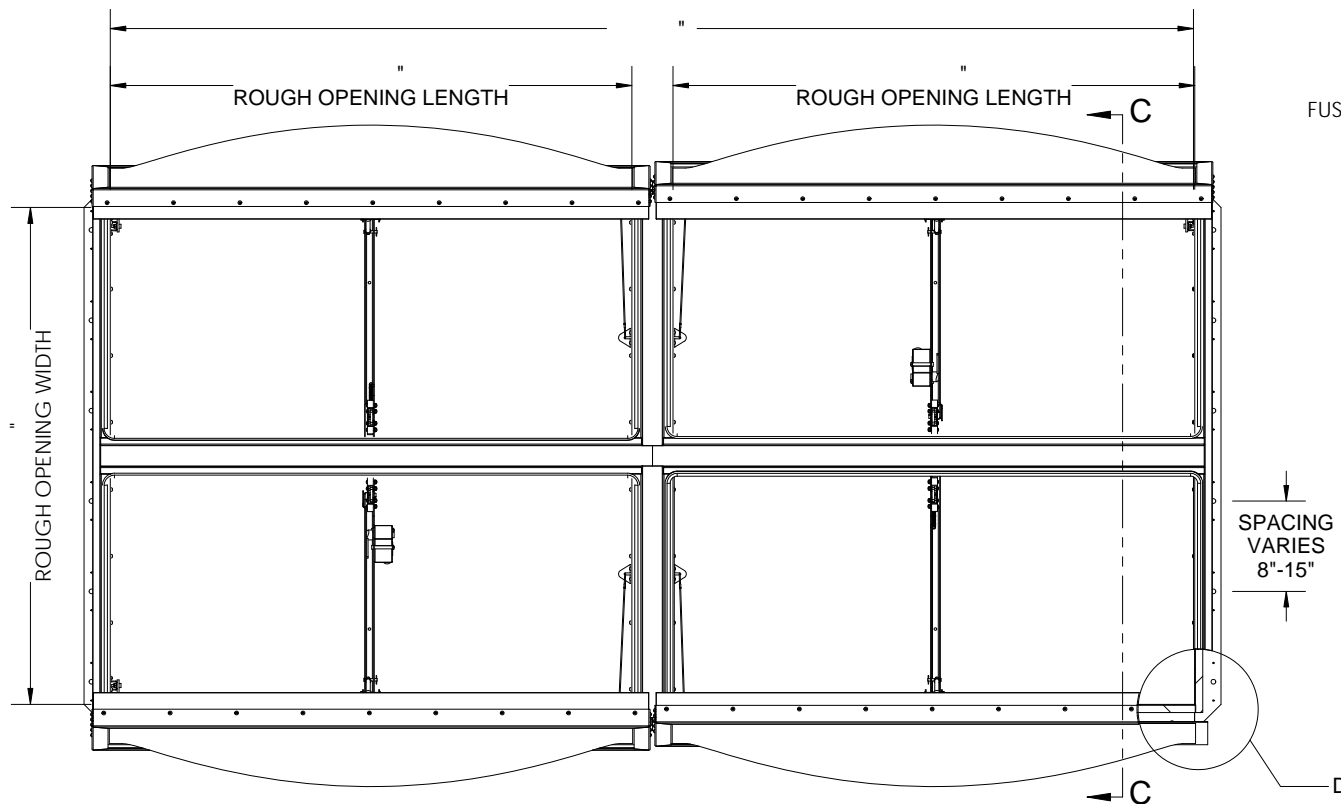 "
"
ROUGH OPENING LENGTH
"
ROUGH OPENING LENGTH
C
FUS
"
ROUGH OPENING WIDTH
SPACING
VARIES
8"-15"
C
D